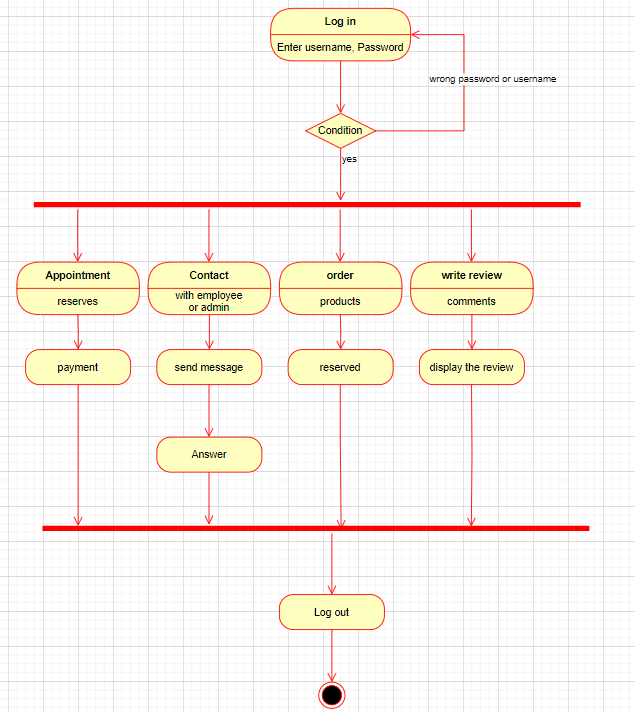 Log in
Enter username, Password
wrong password or username
Condition
yes
Appointment
reserves
Contact
with employee
or admin
order
products
write review
comments
payment
send message
reserved
display the review
Answer
Log out